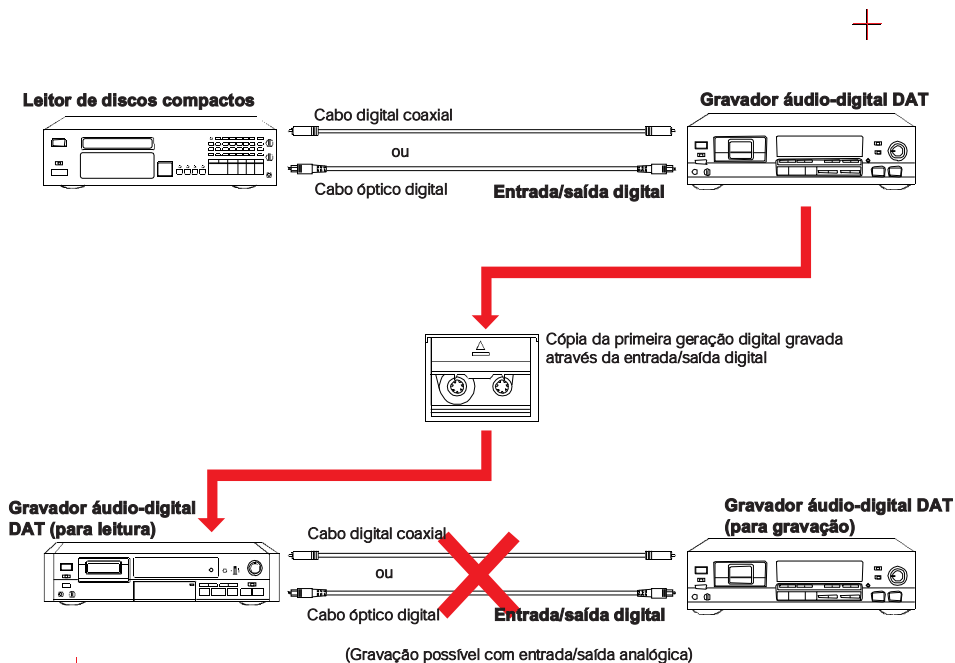 Leitor de discos compactos
Gravador áudio-digital DAT
Cabo digital coaxial
ou
Cabo óptico digital
Entrada/saída digital
Cópia da primeira geração digital gravada
através da entrada/saída digital
Gravador áudio-digital
DAT (para leitura)
Gravador áudio-digital DAT
(para gravação)
Cabo digital coaxial
ou
Cabo óptico digital
Entrada/saída digital
(Gravação possível com entrada/saída analógica)